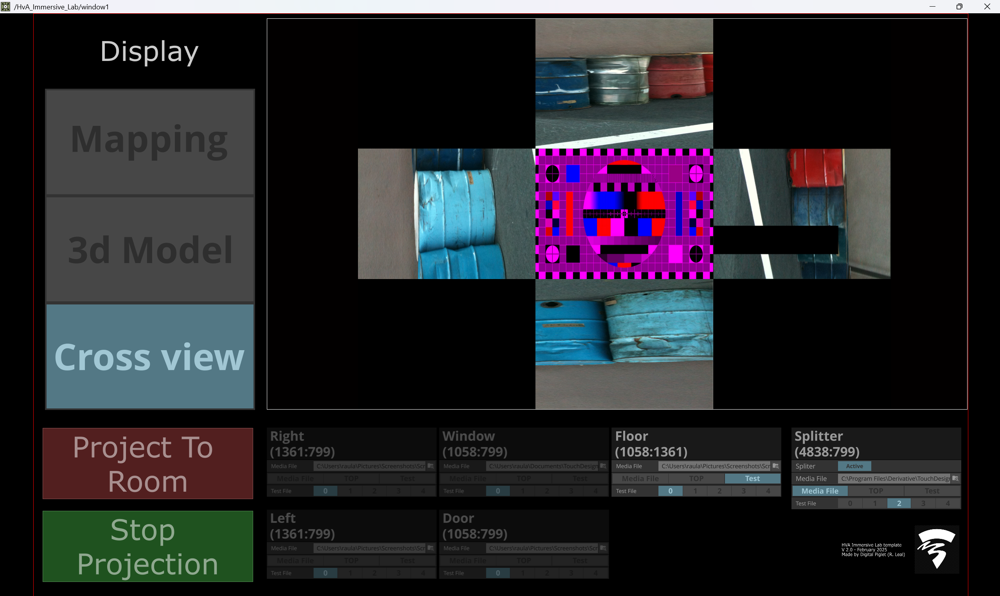 /HvA_Immersive_Lab/window1
Display
Mapping
3d Model
Cross view
Project To
Room
Stop
Projection
Right
(1361:799)
Media File C:\Users\raula\Pictures\Screenshots\Scr
Media File TOP Test
Test File 0 1 2 3 4
Window
(1058:799)
Media File C:\Users\raula\Documents\TouchDesign
Media File TOP Test
Test File 0 1 2 3 4
Floor
(1058:1361)
Media File C:\Users\raula\Pictures\Screenshots\Scr
Media File TOP Test
Test File 0 1 2 3 4
Splitter
(4838:799)
Spliter Active
Media File C:\Program Files\Derivative\TouchDesigr
Media File TOP Test
Test File 0 1 2 3 4
Left
(1361:799)
Media File C:\Users\raula\Pictures\Screenshots\Scr
Media File TOP Test
Test File 0 1 2 3 4
Door
(1058:799)
Media File C:\Users\raula\Pictures\Screenshots\Scr
Media File TOP Test
Test File 0 1 2 3 4
HVA Immersive Lab template
V 2.0 - February 2025
Made by Digital Piglet (R. Leal)